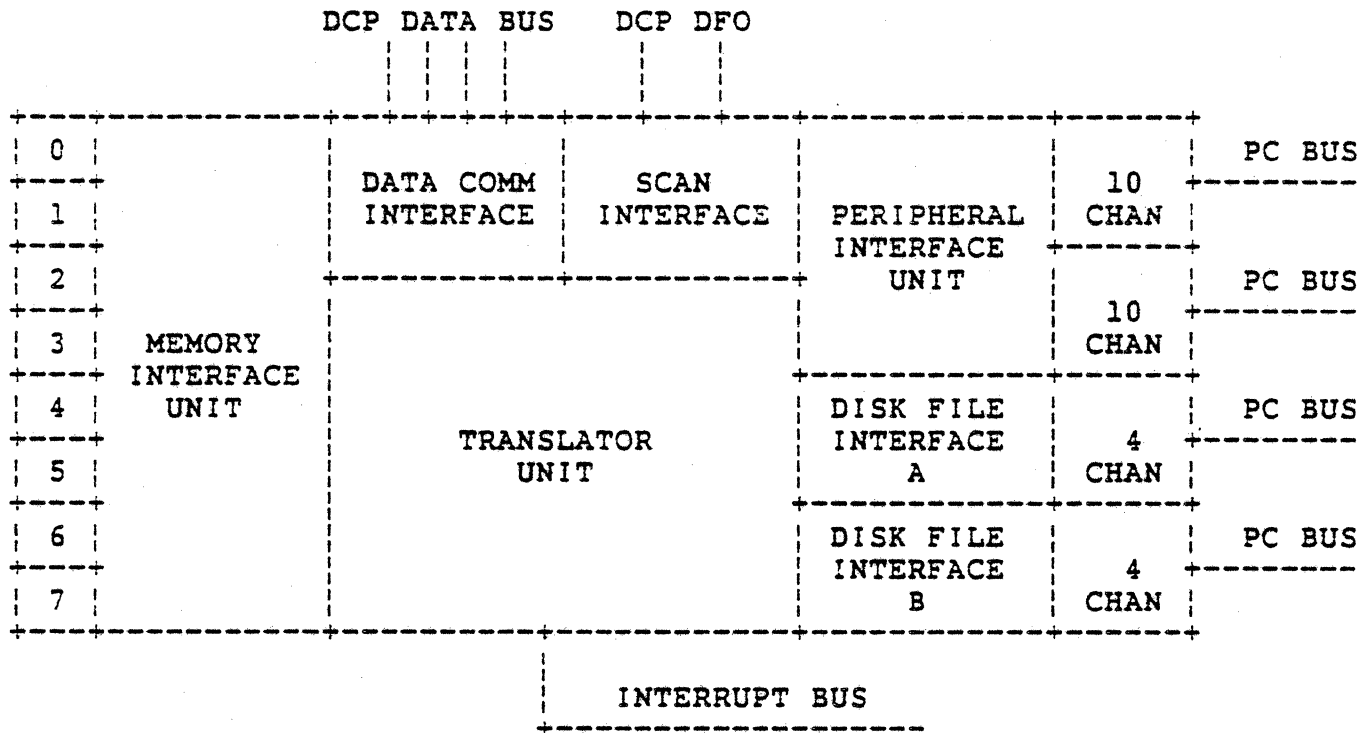 DCP DATA BUS DCP DFO
0
1
2
3
4
5
6
7
MEMORY
INTERFACE
UNIT
DATA COMM
INTERFACE
SCAN
INTERFACE
TRANSLATOR
UNIT
PERIPHERAL
INTERFACE
UNIT
DISK FILE
INTERFACE
A
DISK FILE
INTERFACE
B
10
CHAN
10
CHAN
4
CHAN
4
CHAN
PC BUS
PC BUS
PC BUS
PC BUS
INTERRUPT BUS